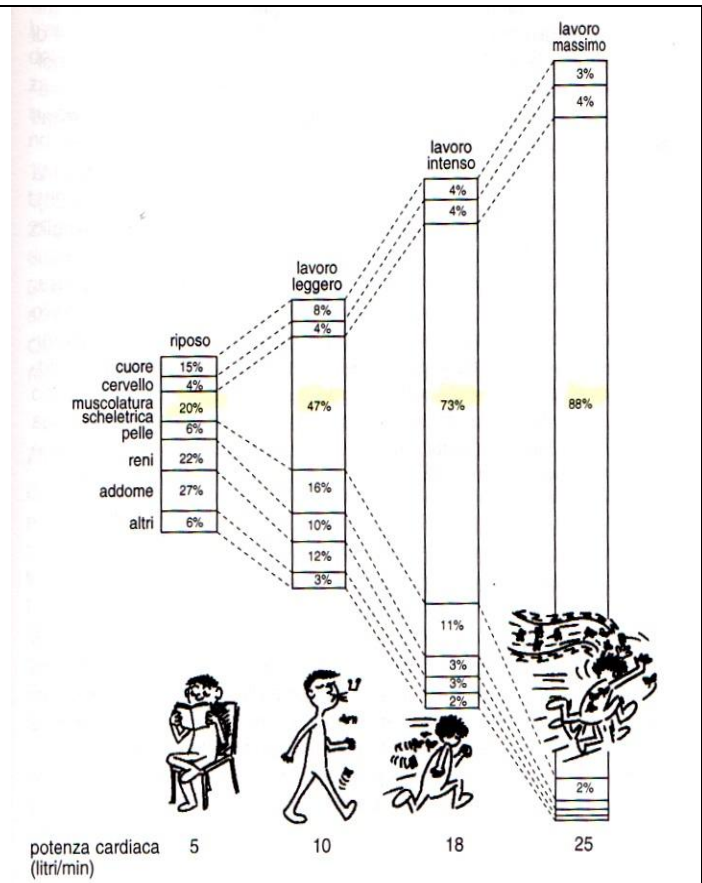 lavoro
massimo
3%
4%
lavoro
intenso
4%
4%
lavoro
leggero
8%
4%
riposo
cuore 15%
cervello 4%
muscolatura
scheletrica 20% 47% 73% 88%
pelle 6%
reni 22%
addome 27%
altri 6%
16%
10%
12%
3%
11%
3%
3%
2%
2%
potenza cardiaca 5 10 18 25
(litri/min)